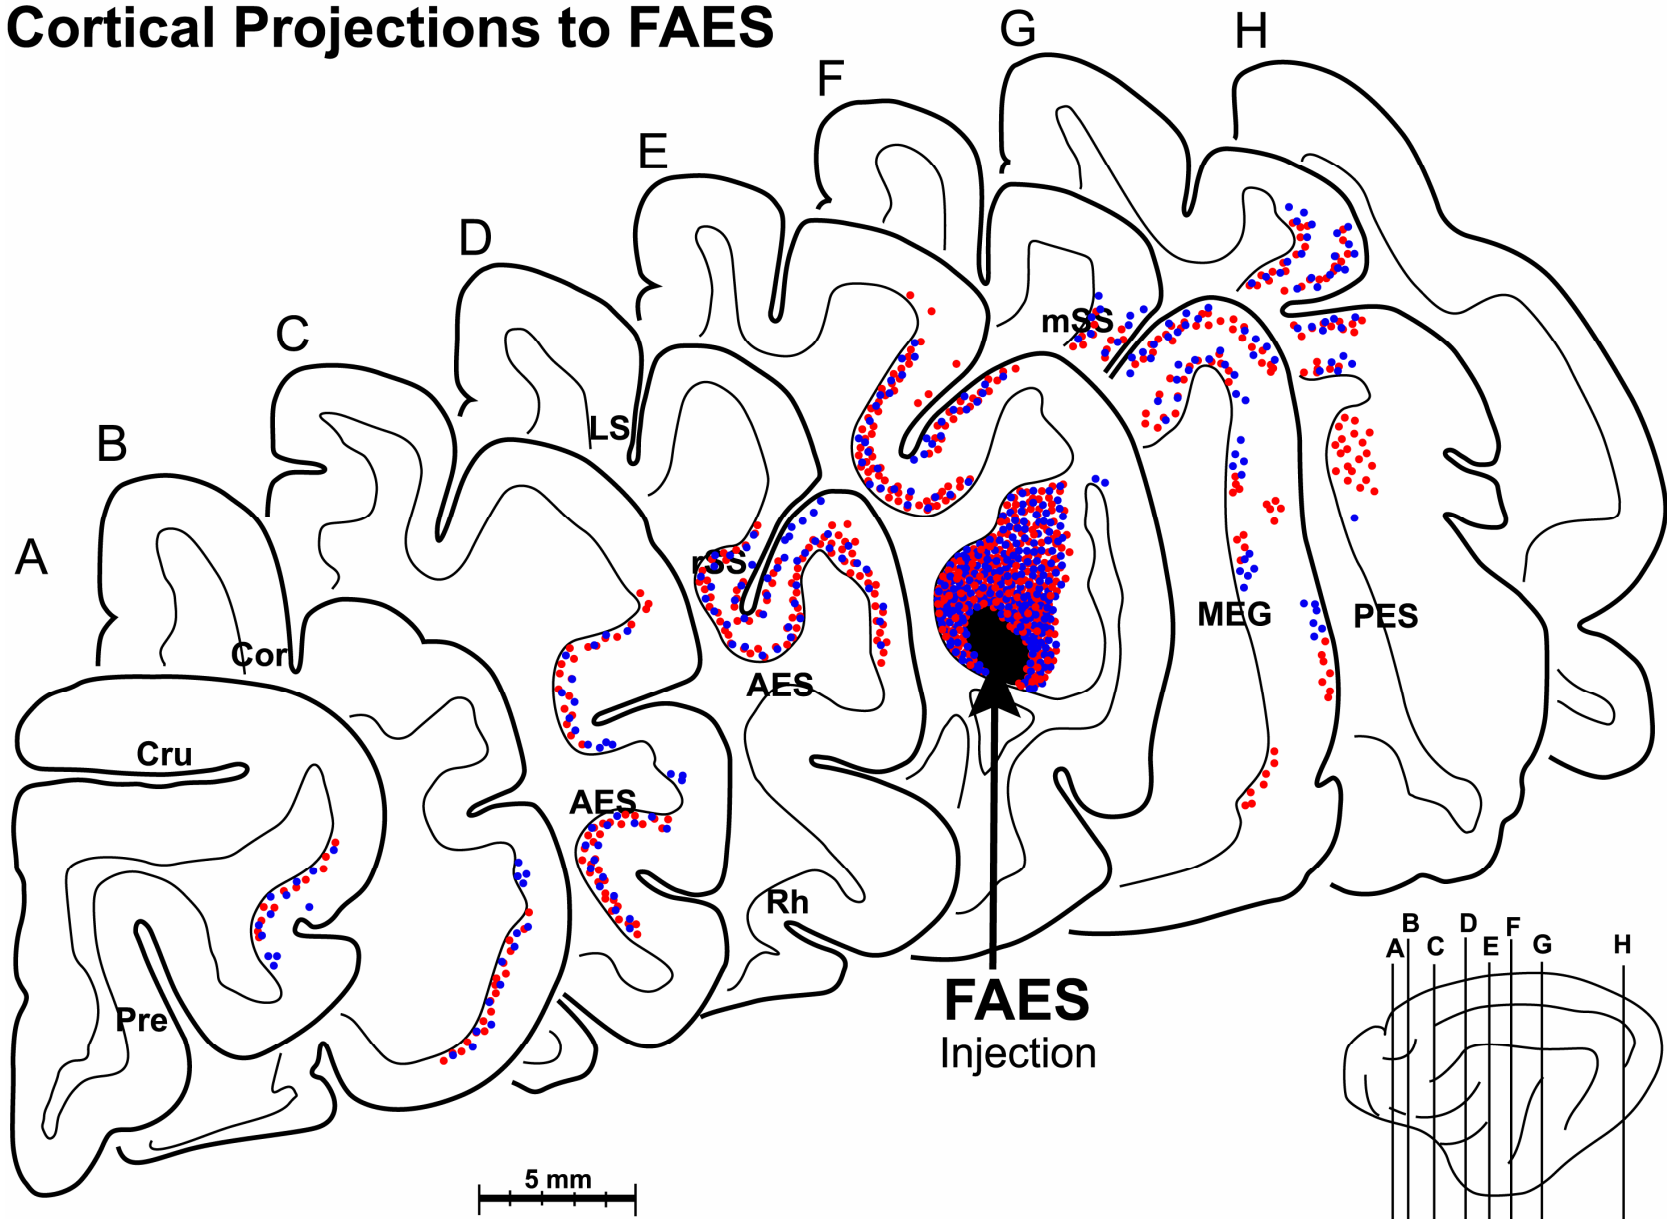 Cortical Projections to FAES
G
H
F
E
D
C
B
A
mSS
LS
rSS
Cor
AES
MEG
PES
Cru
AES
Rh
Pre
FAES
Injection
5 mm
A
B
C
D
E
F
G
H